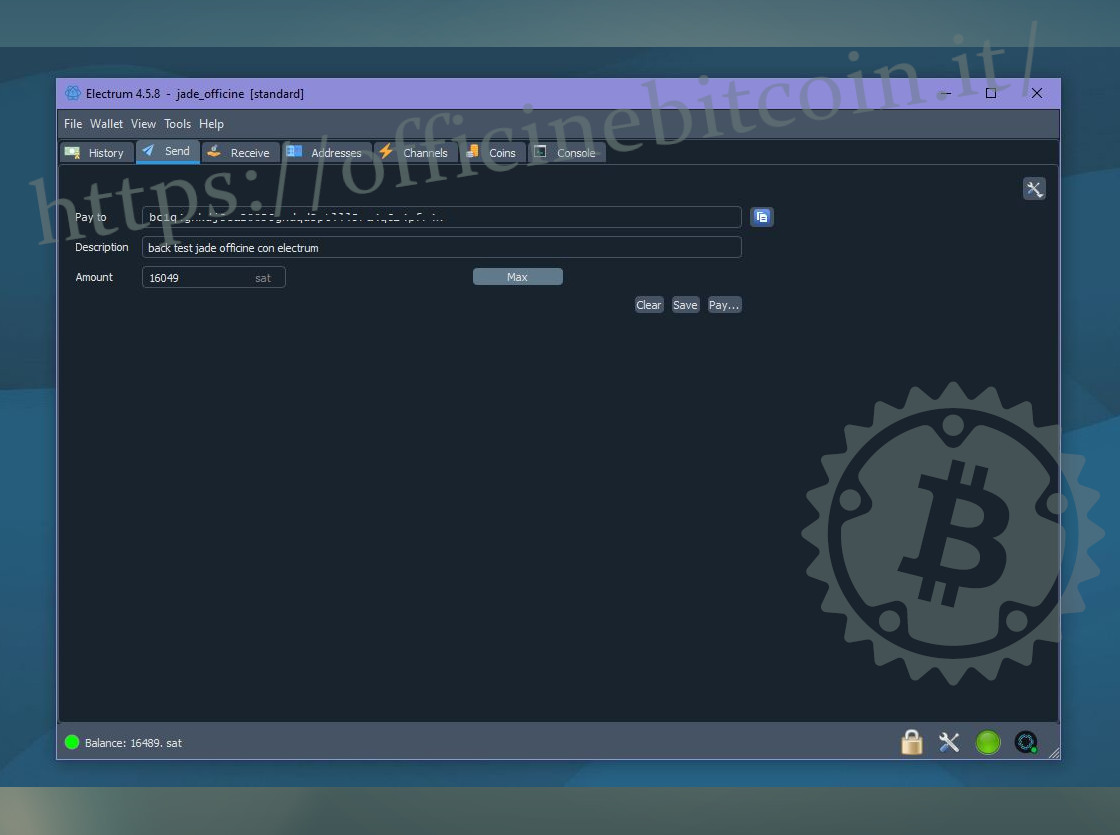 Electrum 4.5.8 - jade_officine [standard]
File Wallet View Tools Help
History Send Receive Addresses Channels Coins Console
https://officinebitcoin.it/
Pay to
Description back test jade officine con electrum
Amount 16049 sat Max
Clear Save Pay...
Balance: 16489. sat